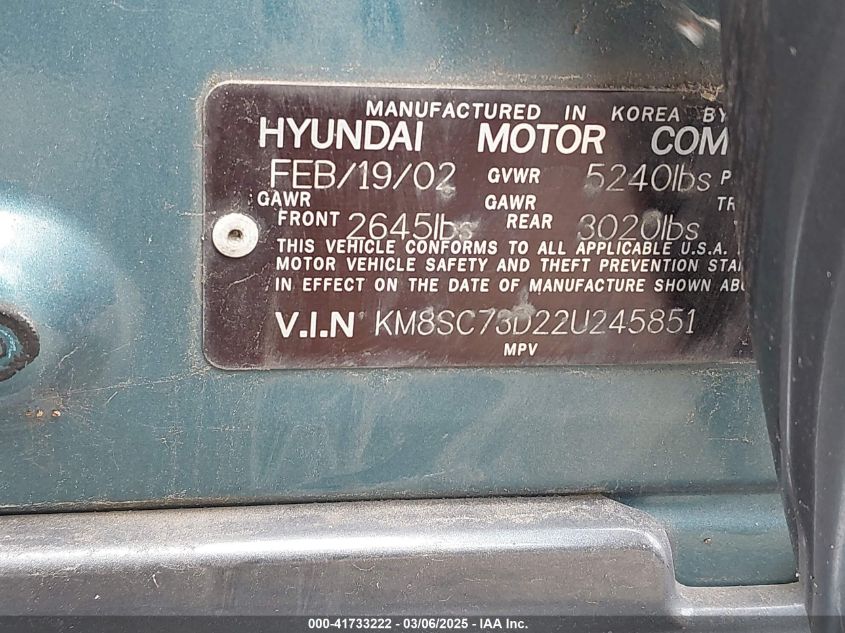 MANUFACTURED IN KOREA BY
HYUNDAI MOTOR COM
FEB/19/02 GVWR 5240lbs P
GAWR GAWR TR
FRONT 2645lbs REAR 3020lbs
THIS VEHICLE CONFORMS TO ALL APPLICABLE U.S.A.
MOTOR VEHICLE SAFETY AND THEFT PREVENTION STA
IN EFFECT ON THE DATE OF MANUFACTURE SHOWN ABO
V.I.N KM8SC73D22U245851
MPV
000-41733222 - 03/06/2025 - IAA Inc.